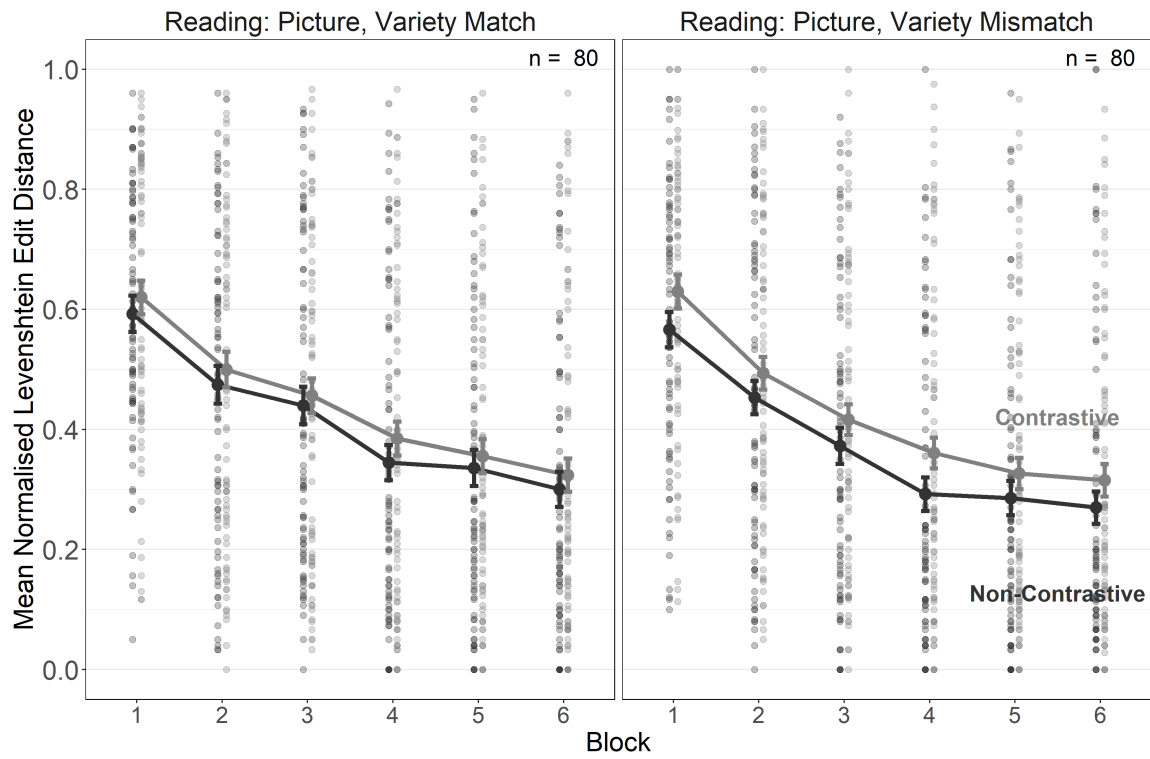 Reading: Picture, Variety Match
Reading: Picture, Variety Mismatch
n = 80
n = 80
Mean Normalised Levenshtein Edit Distance
1.0
0.8
0.6
0.4
0.2
0.0
Contrastive
Non-Contrastive
1 2 3 4 5 6
1 2 3 4 5 6
Block